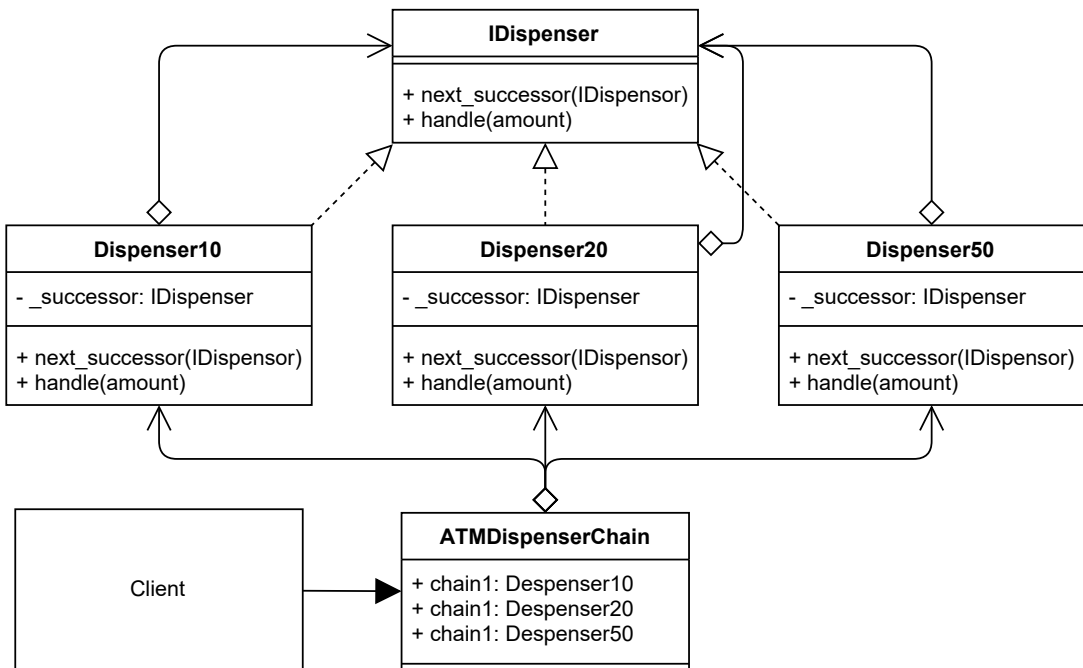 IDispenser
+ next_successor(IDispensor)
+ handle(amount)
Dispenser10
- _successor: IDispenser
+ next_successor(IDispensor)
+ handle(amount)
Dispenser20
- _successor: IDispenser
+ next_successor(IDispensor)
+ handle(amount)
Dispenser50
- _successor: IDispenser
+ next_successor(IDispensor)
+ handle(amount)
Client
ATMDispenserChain
+ chain1: Despenser10
+ chain1: Despenser20
+ chain1: Despenser50